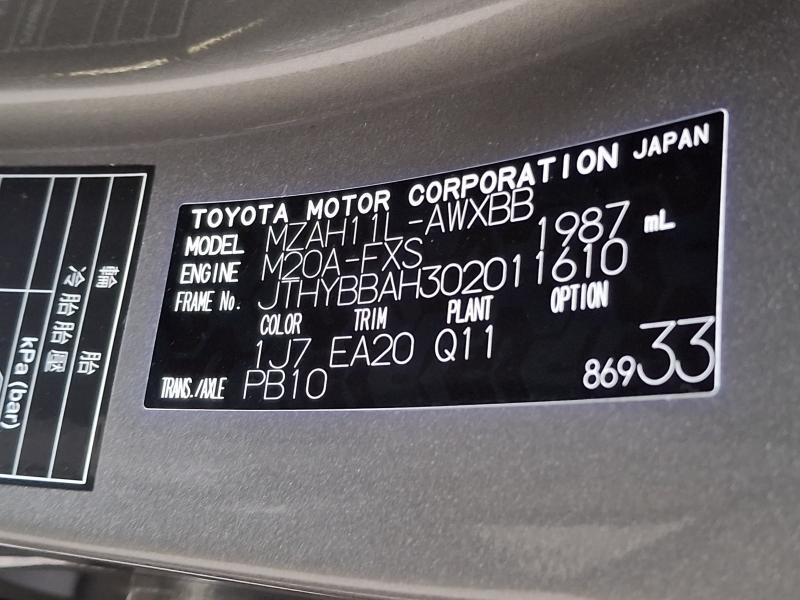 TOYOTA MOTOR CORPORATION JAPAN
MODEL MZAH11L-AWXBB
ENGINE M20A-FXS 1987 mL
FRAME No. JTHYBBAH302011610
COLOR TRIM PLANT OPTION
1J7 EA20 Q11
TRANS./AXLE PB10
86933
輪胎
冷胎胎壓
kPa (bar)